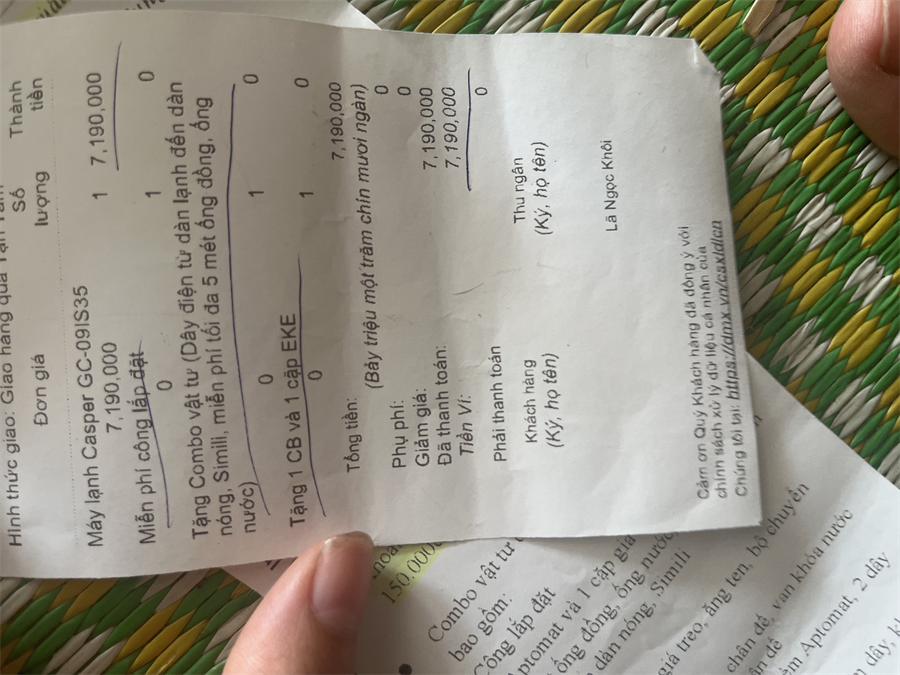 Hình thức giao: Giao hàng qua
Đơn giá Số lượng Thành tiền
Máy lạnh Casper GC-09IS35
7,190,000 1 7,190,000
Miễn phí công lắp đặt
0 1 0
Tặng Combo vật tư (Dây điện từ dàn lạnh đến dàn
nóng, Simili, miễn phí tối đa 5 mét ống đồng, ống
nước)
0 1 0
Tặng 1 CB và 1 cặp EKE
0 1 0
Tổng tiền: 7,190,000
(Bảy triệu một trăm chín mươi ngàn)
Phụ phí: 0
Giảm giá: 0
Đã thanh toán: 7,190,000
Tiền Ví: 7,190,000
Phải thanh toán 0
Khách hàng Thu ngân
(Ký, họ tên) (Ký, họ tên)
Lã Ngọc Khôi
Cảm ơn Quý Khách hàng đã đồng ý với
chính sách xử lý dữ liệu cá nhân của
Chúng tôi tại: https://dmx.vn/csxldlcn
150.000
Combo vật tư
bao gồm:
Công lắp đặt
ptomat và 1 cặp giá
ống đồng, ống nước
dàn nóng, Simili
giá treo, ăng ten, bộ chuyển
chân đế, van khóa nước
ân đế
èm Aptomat, 2 dây
dây,